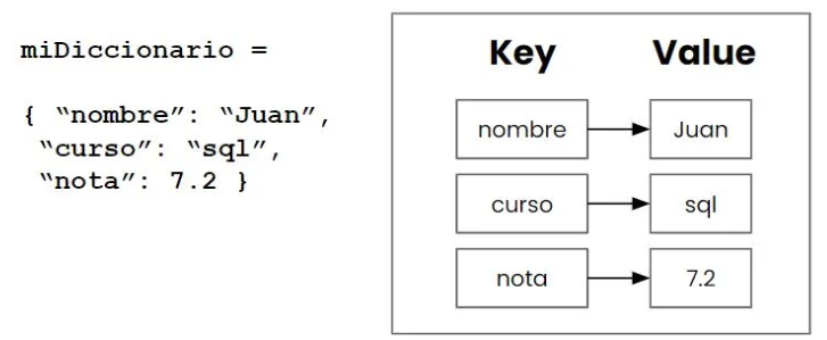 miDiccionario =
{ “nombre”: “Juan”,
“curso”: “sql”,
“nota”: 7.2 }
Key Value
nombre Juan
curso sql
nota 7.2